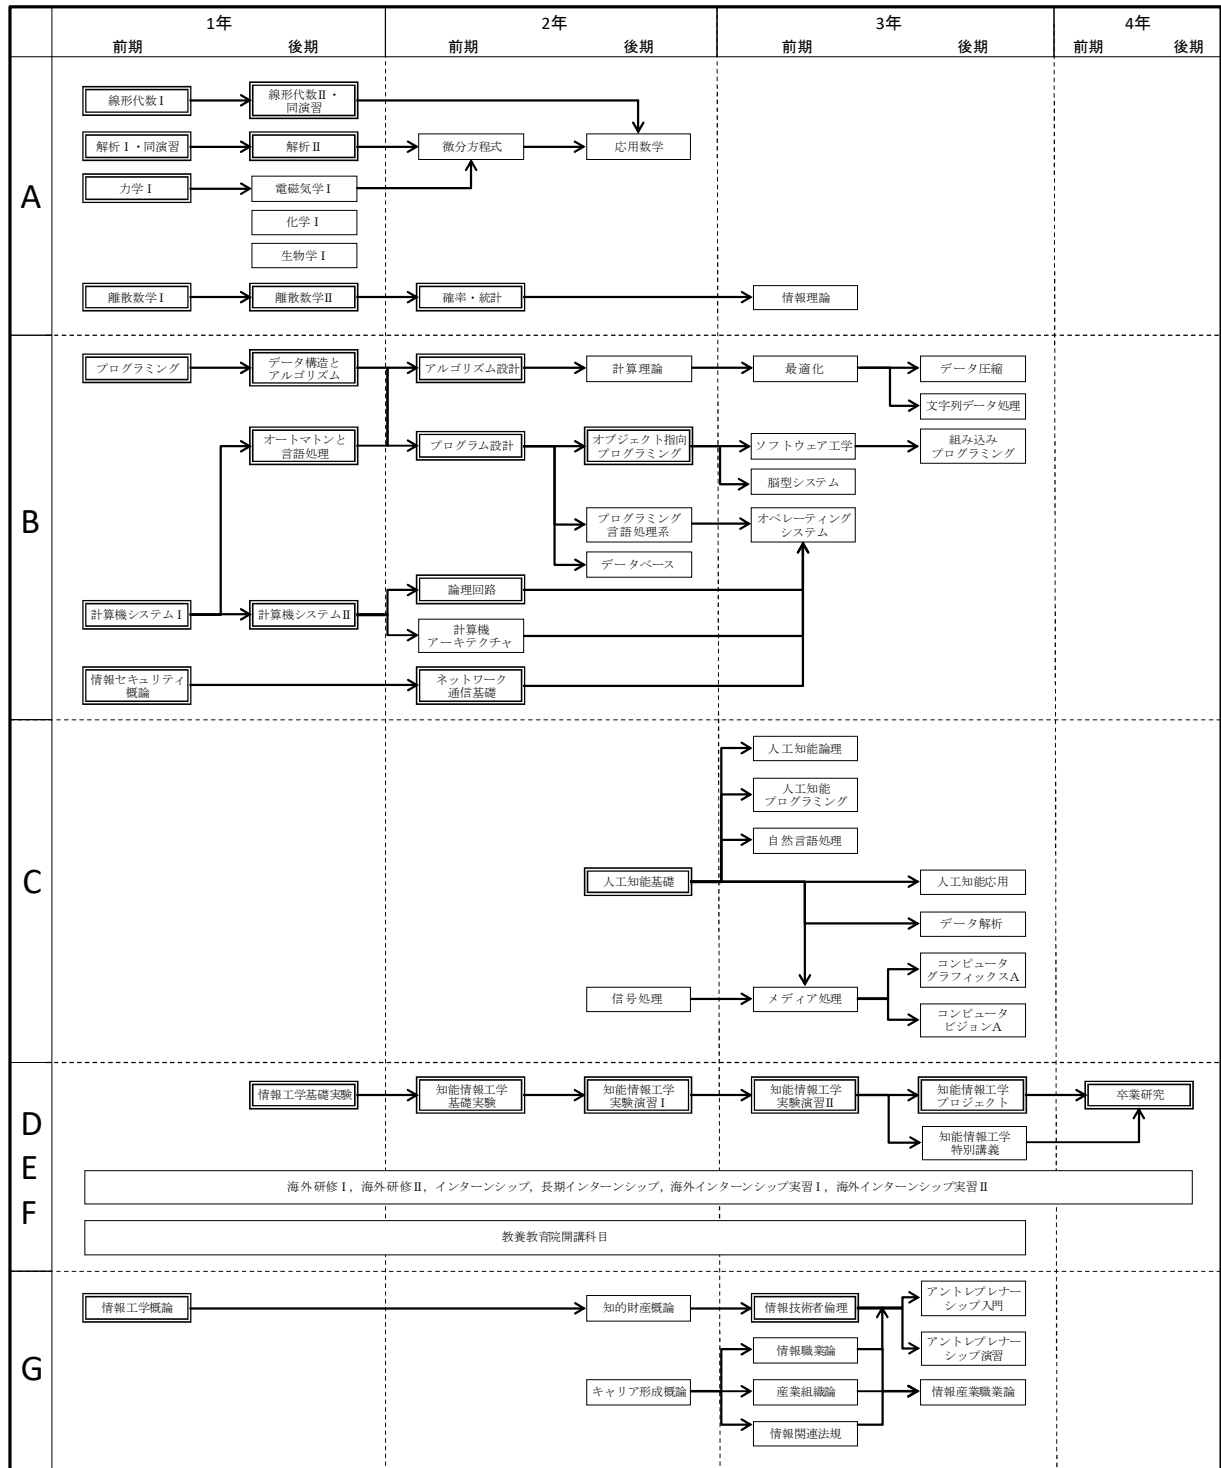 1年
2年
3年
4年
前期
後期
前期
後期
前期
後期
前期
後期
A
線形代数Ⅰ
線形代数Ⅱ・
同演習
解析Ⅰ・同演習
解析Ⅱ
微分方程式
応用数学
力学Ⅰ
電磁気学Ⅰ
化学Ⅰ
生物学Ⅰ
離散数学Ⅰ
離散数学Ⅱ
確率・統計
情報理論
B
プログラミング
データ構造と
アルゴリズム
アルゴリズム設計
計算理論
最適化
データ圧縮
文字列データ処理
オートマトンと
言語処理
プログラム設計
オブジェクト指向
プログラミング
ソフトウェア工学
組み込み
プログラミング
脳型システム
プログラミング
言語処理系
オペレーティング
システム
データベース
論理回路
計算機システムⅠ
計算機システムⅡ
計算機
アーキテクチャ
情報セキュリティ
概論
ネットワーク
通信基礎
C
人工知能論理
人工知能
プログラミング
自然言語処理
人工知能基礎
人工知能応用
データ解析
コンピュータ
グラフィックスA
信号処理
メディア処理
コンピュータ
ビジョンA
D
E
F
情報工学基礎実験
知能情報工学
基礎実験
知能情報工学
実験演習Ⅰ
知能情報工学
実験演習Ⅱ
知能情報工学
プロジェクト
卒業研究
知能情報工学
特別講義
海外研修Ⅰ，海外研修Ⅱ，インターンシップ，長期インターンシップ，海外インターンシップ実習Ⅰ，海外インターンシップ実習Ⅱ
教養教育院開講科目
G
情報工学概論
知的財産概論
情報技術者倫理
アントレプレナー
シップ入門
情報職業論
アントレプレナー
シップ演習
キャリア形成概論
産業組織論
情報産業職業論
情報関連法規